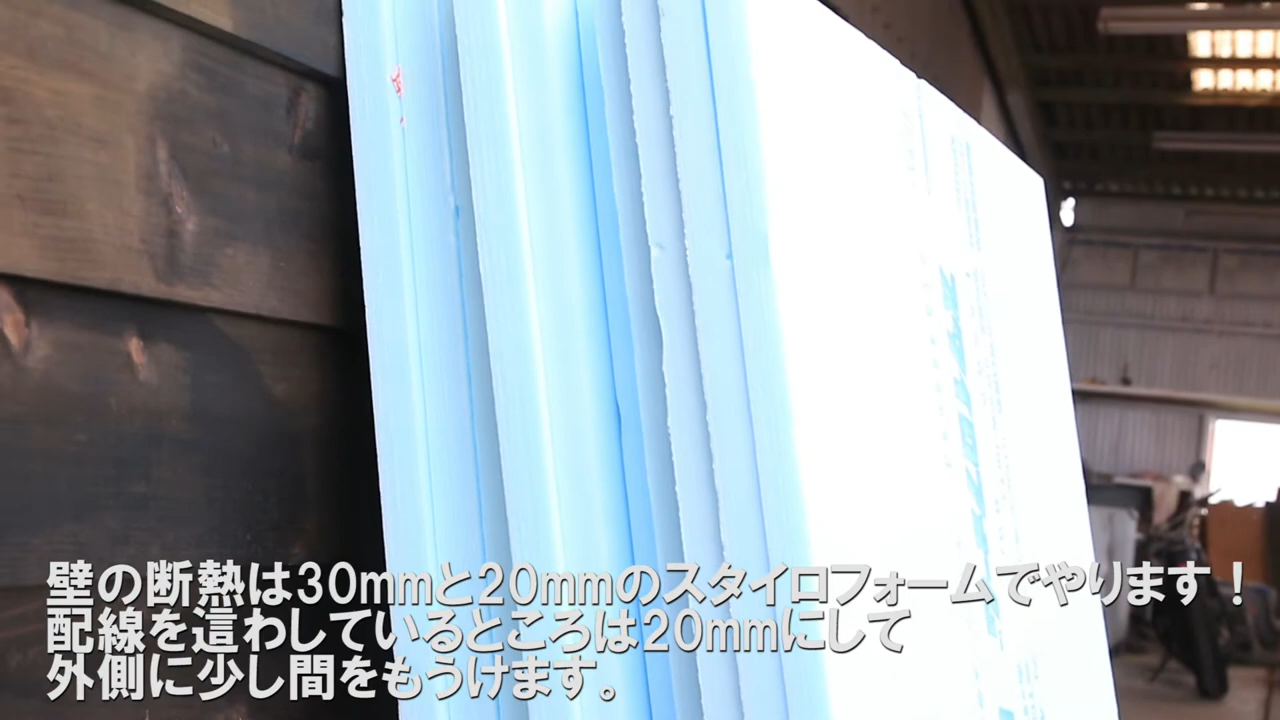 壁の断熱は30mmと20mmのスタイロフォームでやります！
配線を這わしているところは20mmにして
外側に少し間をもうけます。